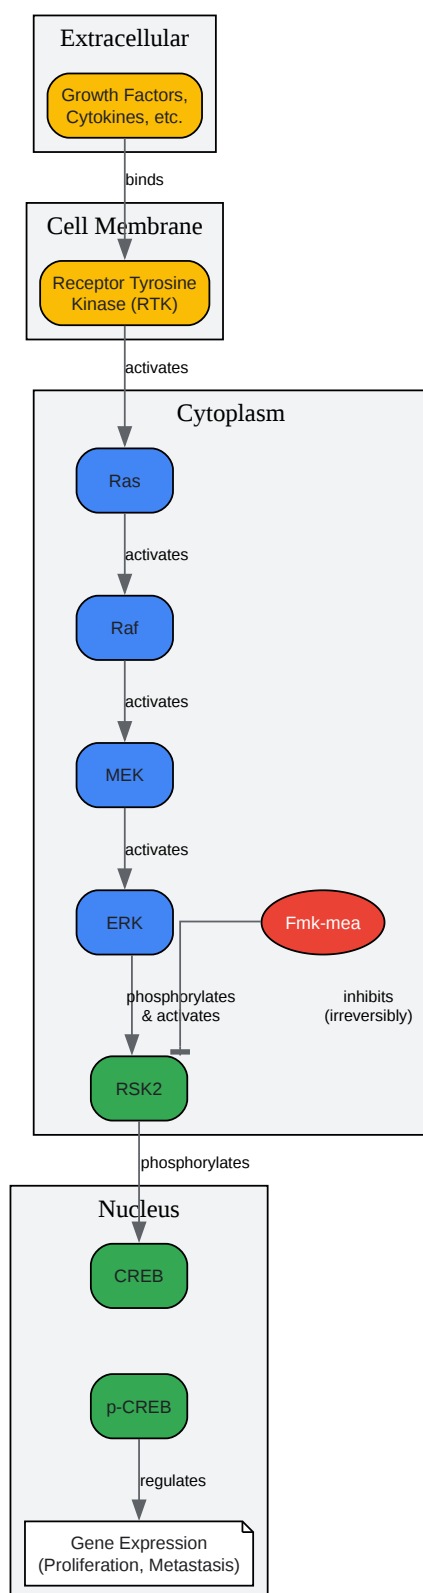 Extracellular
Growth Factors,
Cytokines, etc.
binds
Cell Membrane
Receptor Tyrosine
Kinase (RTK)
activates
Cytoplasm
Ras
activates
Raf
activates
MEK
activates
ERK
Fmk-mea
phosphorylates
& activates
inhibits
(irreversibly)
RSK2
phosphorylates
Nucleus
CREB
p-CREB
regulates
Gene Expression
(Proliferation, Metastasis)